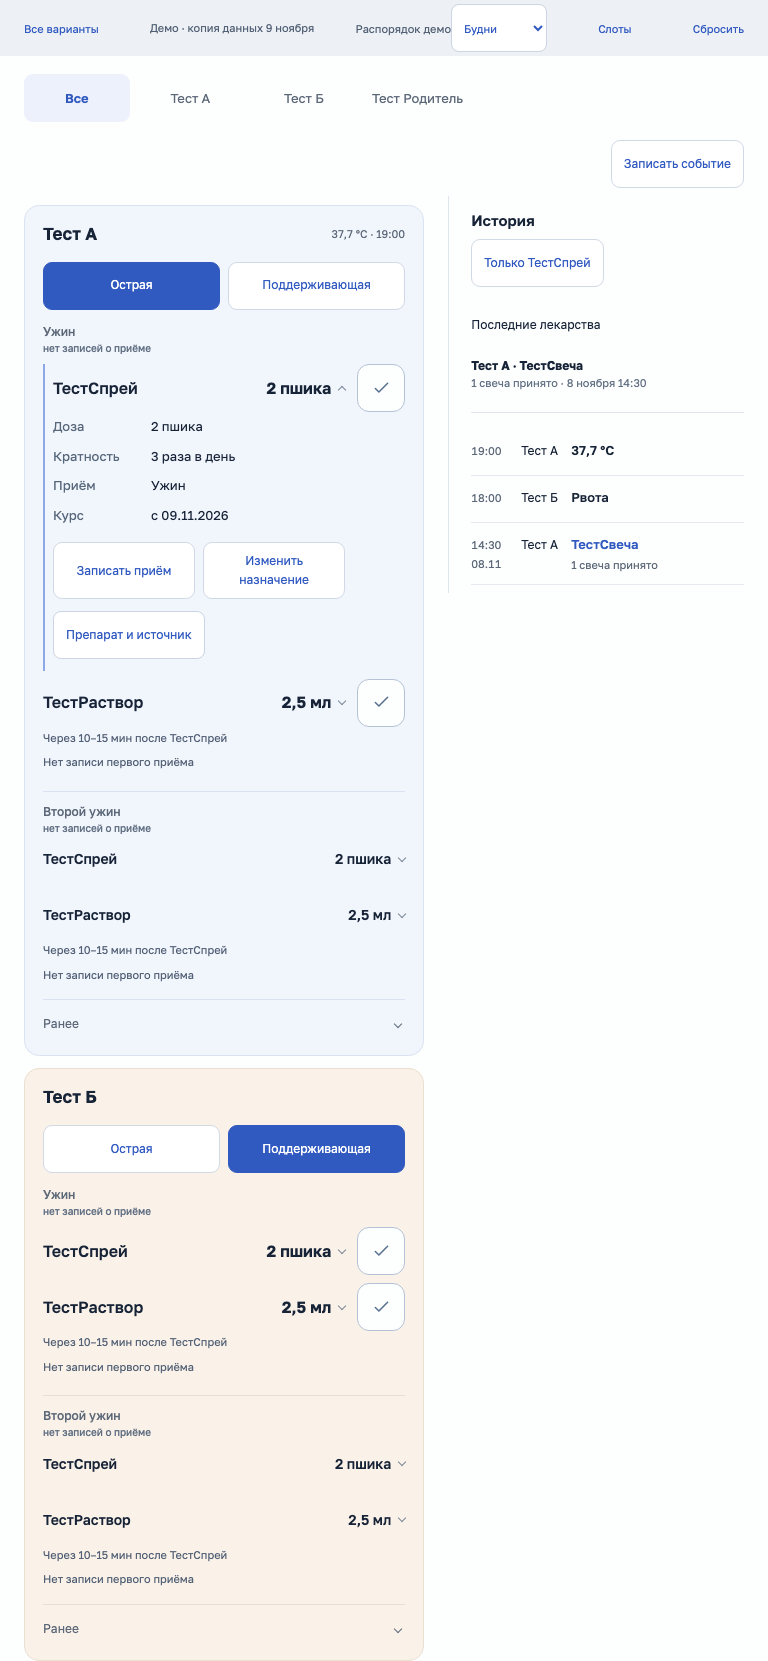 Все варианты
Демо · копия данных 9 ноября
Распорядок демо
Будни
Слоты
Сбросить
Все
Тест А
Тест Б
Тест Родитель
Записать событие
Тест А
37,7 °C · 19:00
Острая
Поддерживающая
Ужин
нет записей о приёме
ТестСпрей
2 пшика
Доза
2 пшика
Кратность
3 раза в день
Приём
Ужин
Курс
с 09.11.2026
Записать приём
Изменить
назначение
Препарат и источник
ТестРаствор
2,5 мл
Через 10–15 мин после ТестСпрей
Нет записи первого приёма
Второй ужин
нет записей о приёме
ТестСпрей
2 пшика
ТестРаствор
2,5 мл
Через 10–15 мин после ТестСпрей
Нет записи первого приёма
Ранее
Тест Б
Острая
Поддерживающая
Ужин
нет записей о приёме
ТестСпрей
2 пшика
ТестРаствор
2,5 мл
Через 10–15 мин после ТестСпрей
Нет записи первого приёма
Второй ужин
нет записей о приёме
ТестСпрей
2 пшика
ТестРаствор
2,5 мл
Через 10–15 мин после ТестСпрей
Нет записи первого приёма
Ранее
История
Только ТестСпрей
Последние лекарства
Тест А · ТестСвеча
1 свеча принято · 8 ноября 14:30
19:00 Тест А 37,7 °C
18:00 Тест Б Рвота
14:30 Тест А ТестСвеча
08.11 1 свеча принято